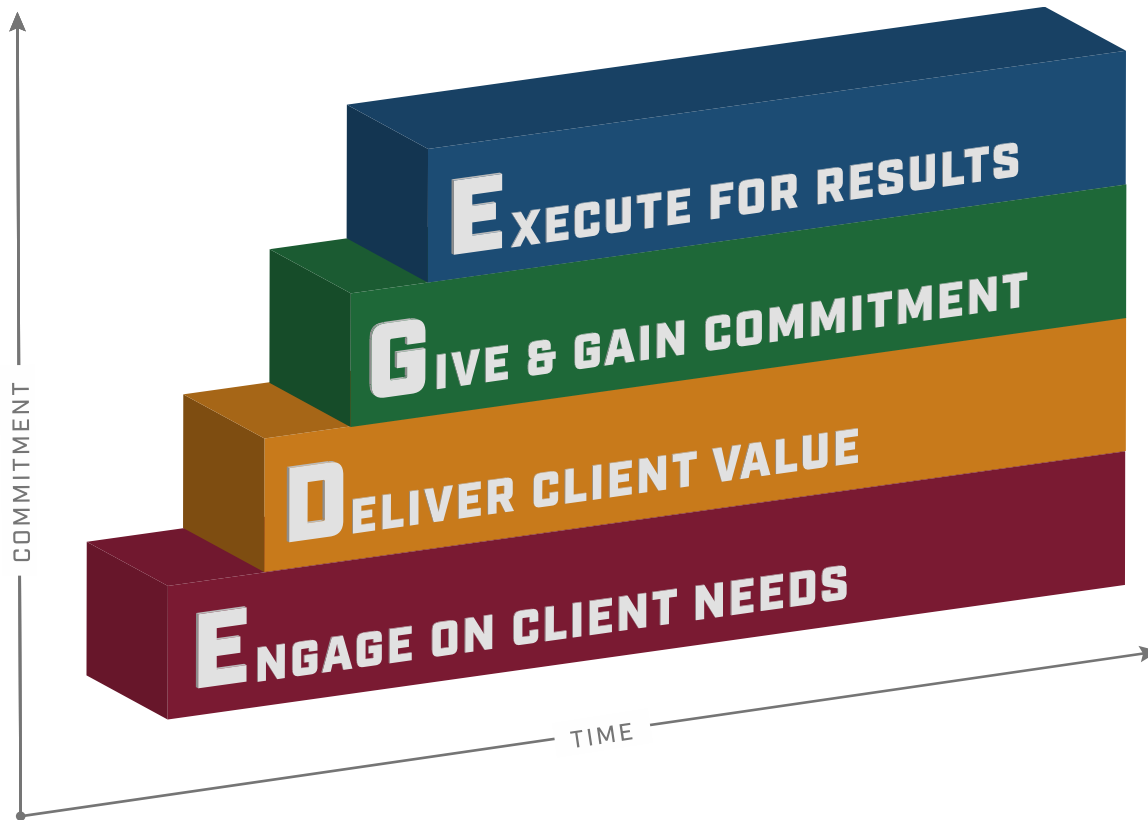 EXECUTE FOR RESULTS
GIVE & GAIN COMMITMENT
DELIVER CLIENT VALUE
ENGAGE ON CLIENT NEEDS
COMMITMENT
TIME